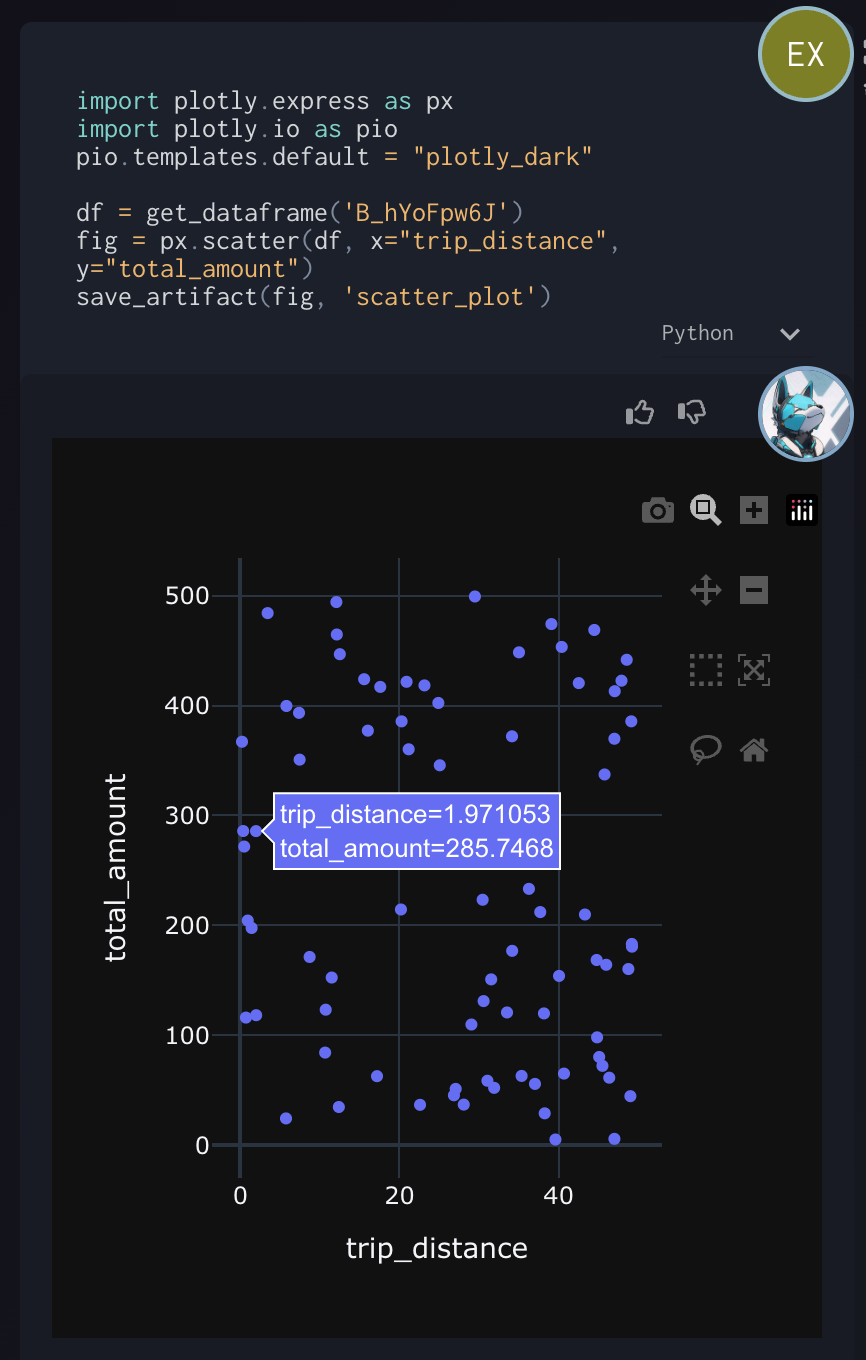 EX
import plotly.express as px
import plotly.io as pio
pio.templates.default = "plotly_dark"
df = get_dataframe('B_hYoFpw6J')
fig = px.scatter(df, x="trip_distance",
y="total_amount")
save_artifact(fig, 'scatter_plot')
Python
500
400
300
200
100
0
total_amount
trip_distance=1.971053
total_amount=285.7468
0 20 40
trip_distance